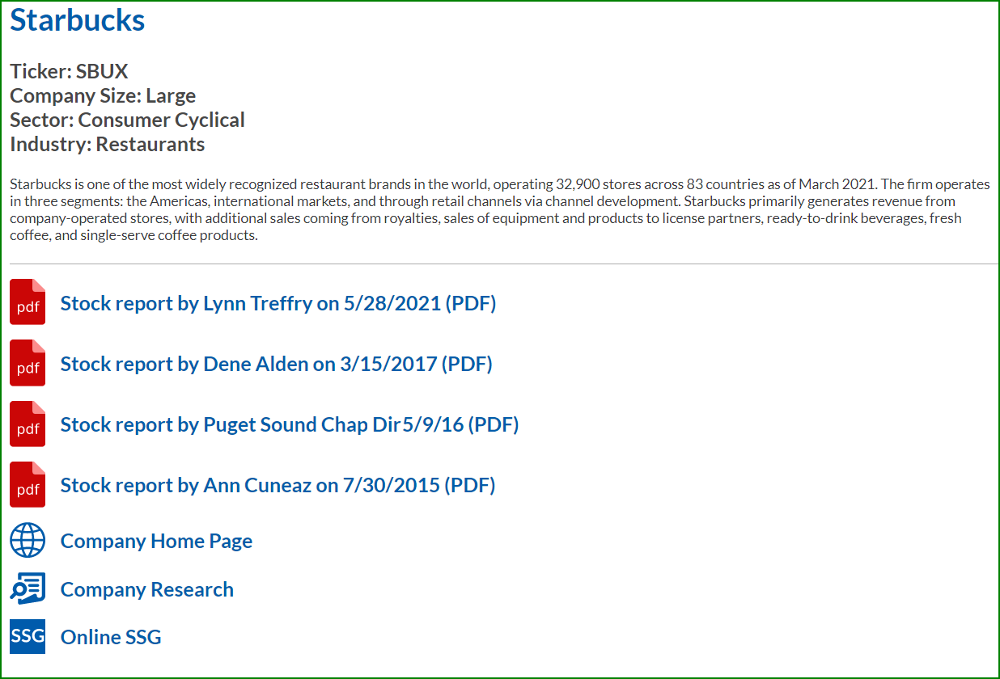 Starbucks
Ticker: SBUX
Company Size: Large
Sector: Consumer Cyclical
Industry: Restaurants
Starbucks is one of the most widely recognized restaurant brands in the world, operating 32,900 stores across 83 countries as of March 2021. The firm operates
in three segments: the Americas, international markets, and through retail channels via channel development. Starbucks primarily generates revenue from
company-operated stores, with additional sales coming from royalties, sales of equipment and products to license partners, ready-to-drink beverages, fresh
coffee, and single-serve coffee products.
pdf Stock report by Lynn Treffry on 5/28/2021 (PDF)
pdf Stock report by Dene Alden on 3/15/2017 (PDF)
pdf Stock report by Puget Sound Chap Dir5/9/16 (PDF)
pdf Stock report by Ann Cuneaz on 7/30/2015 (PDF)
Company Home Page
Company Research
SSG Online SSG